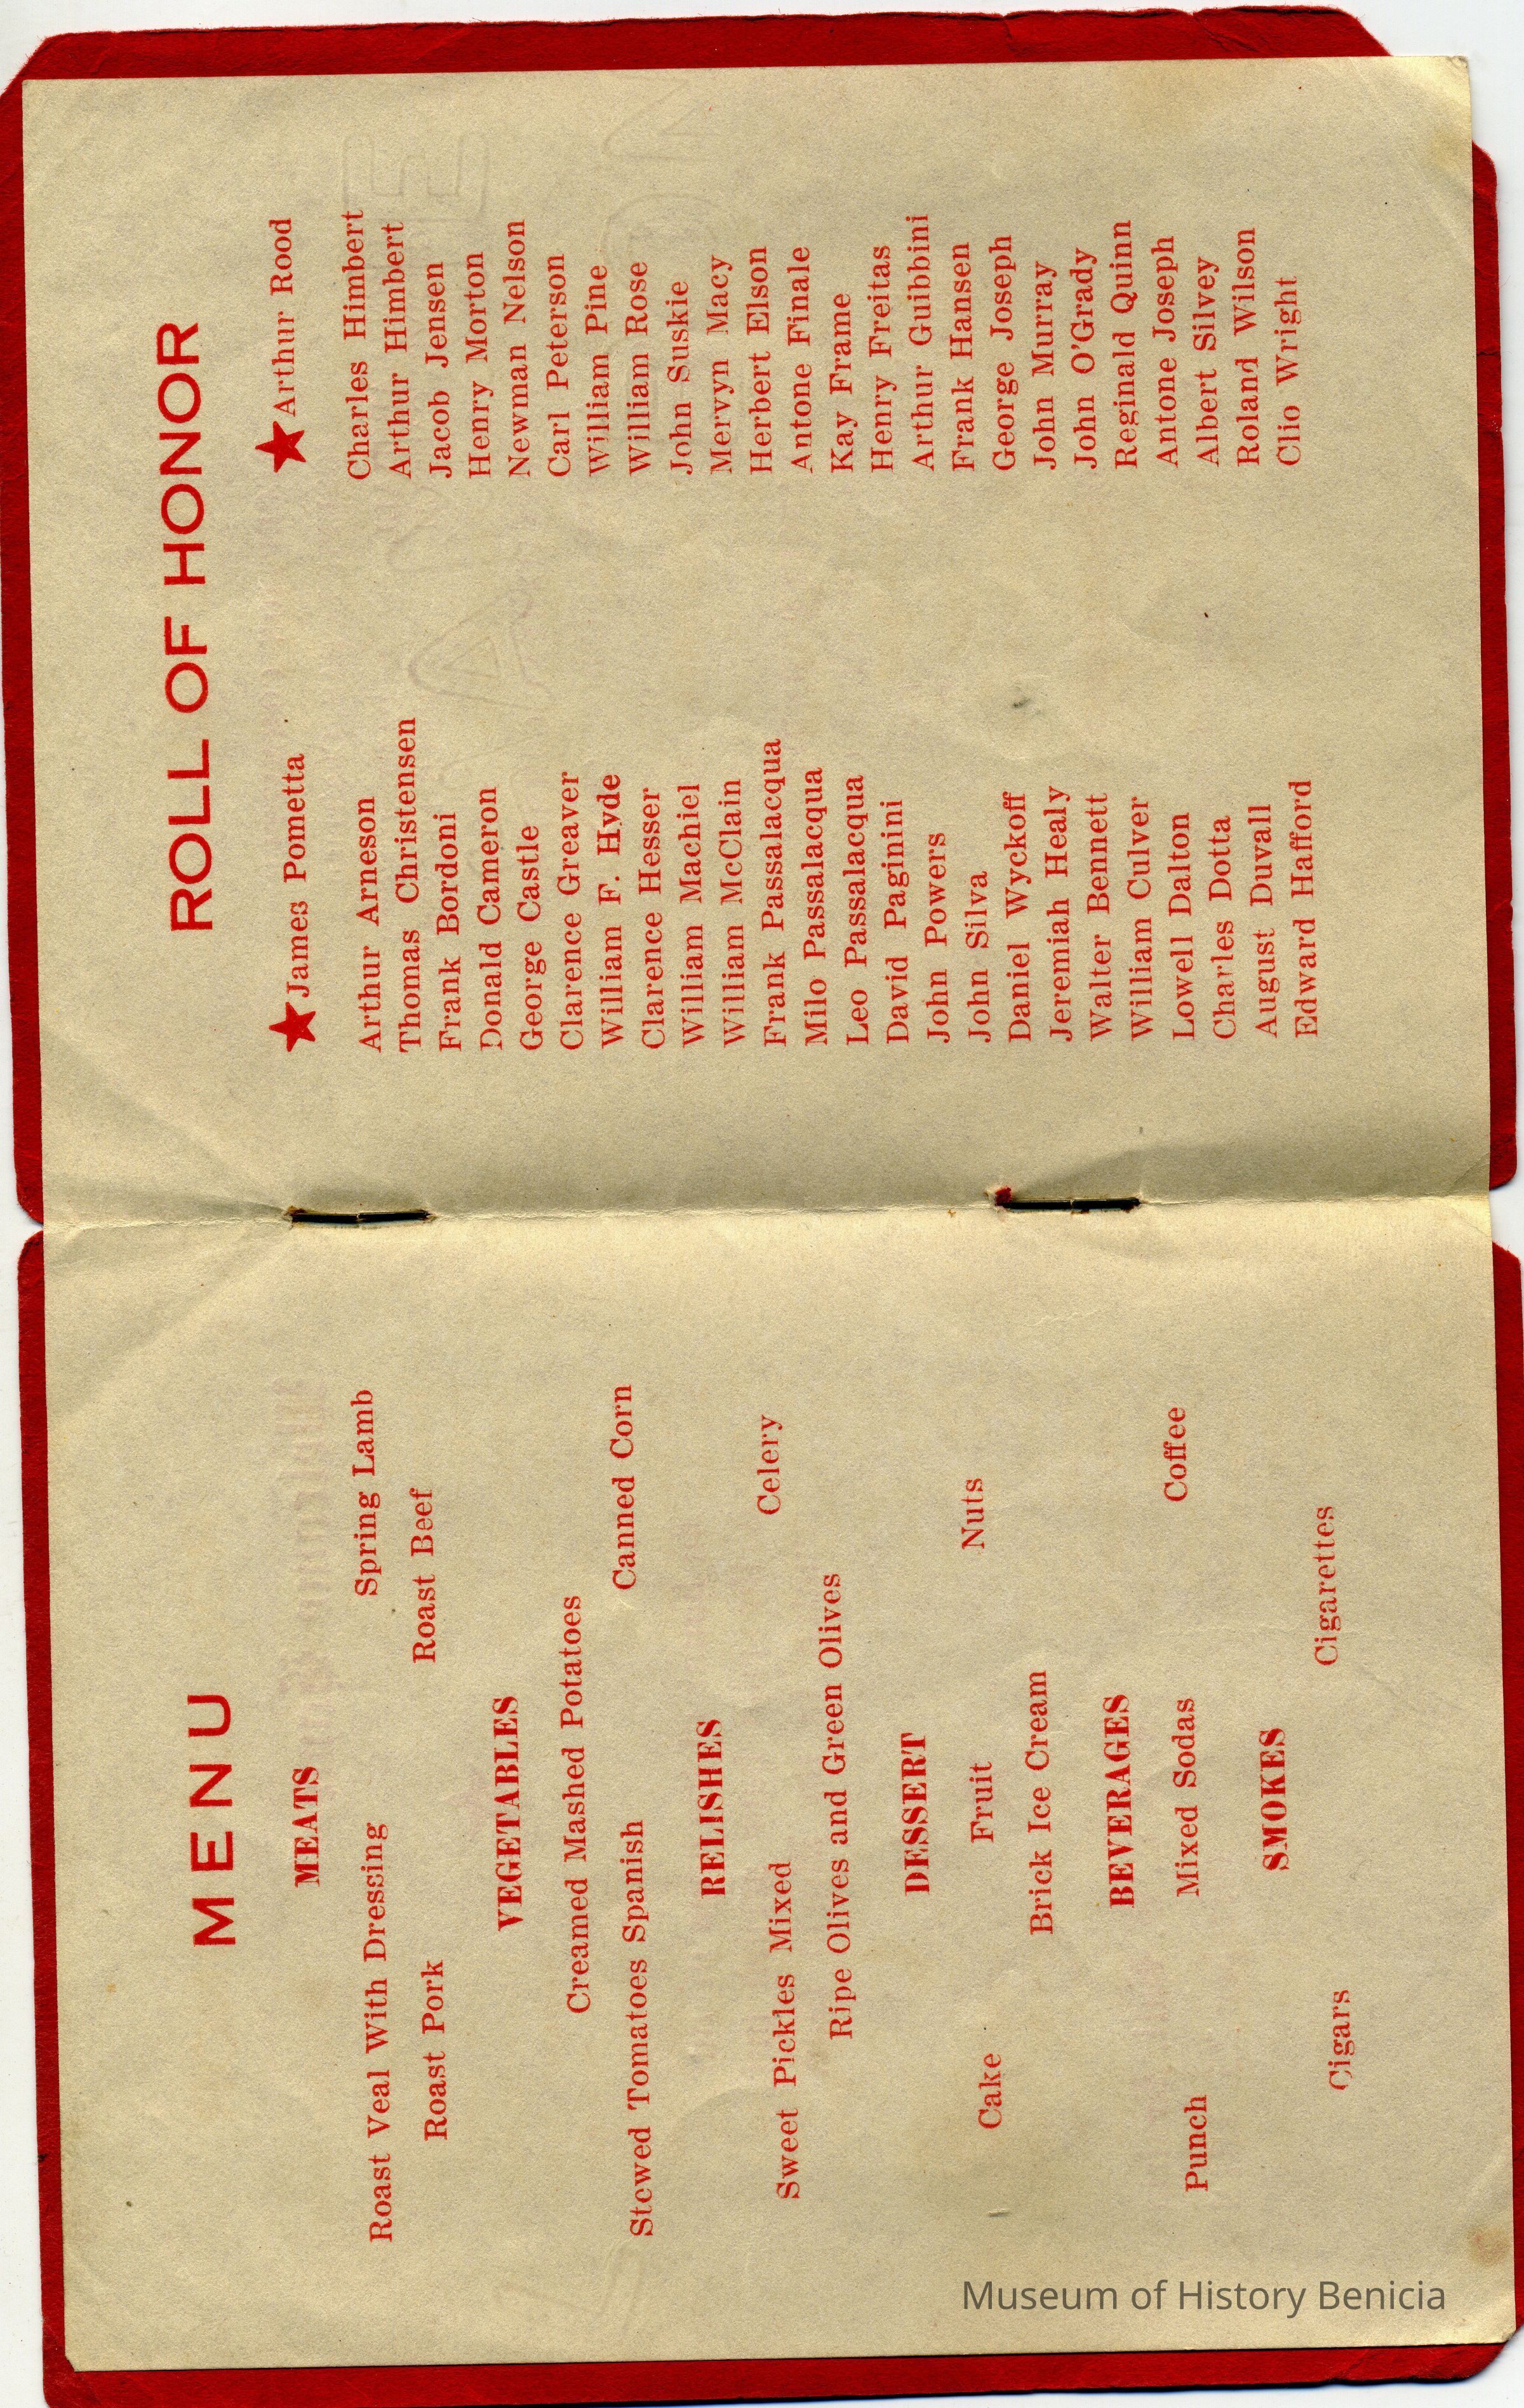 MENU
MEATS
Roast Veal With Dressing Spring Lamb
Roast Pork Roast Beef
VEGETABLES
Creamed Mashed Potatoes
Stewed Tomatoes Spanish Canned Corn
RELISHES
Sweet Pickles Mixed Celery
Ripe Olives and Green Olives
DESSERT
Cake Fruit Nuts
Brick Ice Cream
BEVERAGES
Punch Mixed Sodas Coffee
SMOKES
Cigars Cigarettes
ROLL OF HONOR
★James Pometta
Arthur Arneson
Thomas Christensen
Frank Bordoni
Donald Cameron
George Castle
Clarence Greaver
William F. Hyde
Clarence Hesser
William Machiel
William McClain
Frank Passalacqua
Milo Passalacqua
Leo Passalacqua
David Paginini
John Powers
John Silva
Daniel Wyckoff
Jeremiah Healy
Walter Bennett
William Culver
Lowell Dalton
Charles Dotta
August Duvall
Edward Hafford
★Arthur Rood
Charles Himbert
Arthur Himbert
Jacob Jensen
Henry Morton
Newman Nelson
Carl Peterson
William Pine
William Rose
John Suskie
Mervyn Macy
Herbert Elson
Antone Finale
Kay Frame
Henry Freitas
Arthur Guibbini
Frank Hansen
George Joseph
John Murray
John O'Grady
Reginald Quinn
Antone Joseph
Albert Silvey
Roland Wilson
Clio Wright
Museum of History Benicia